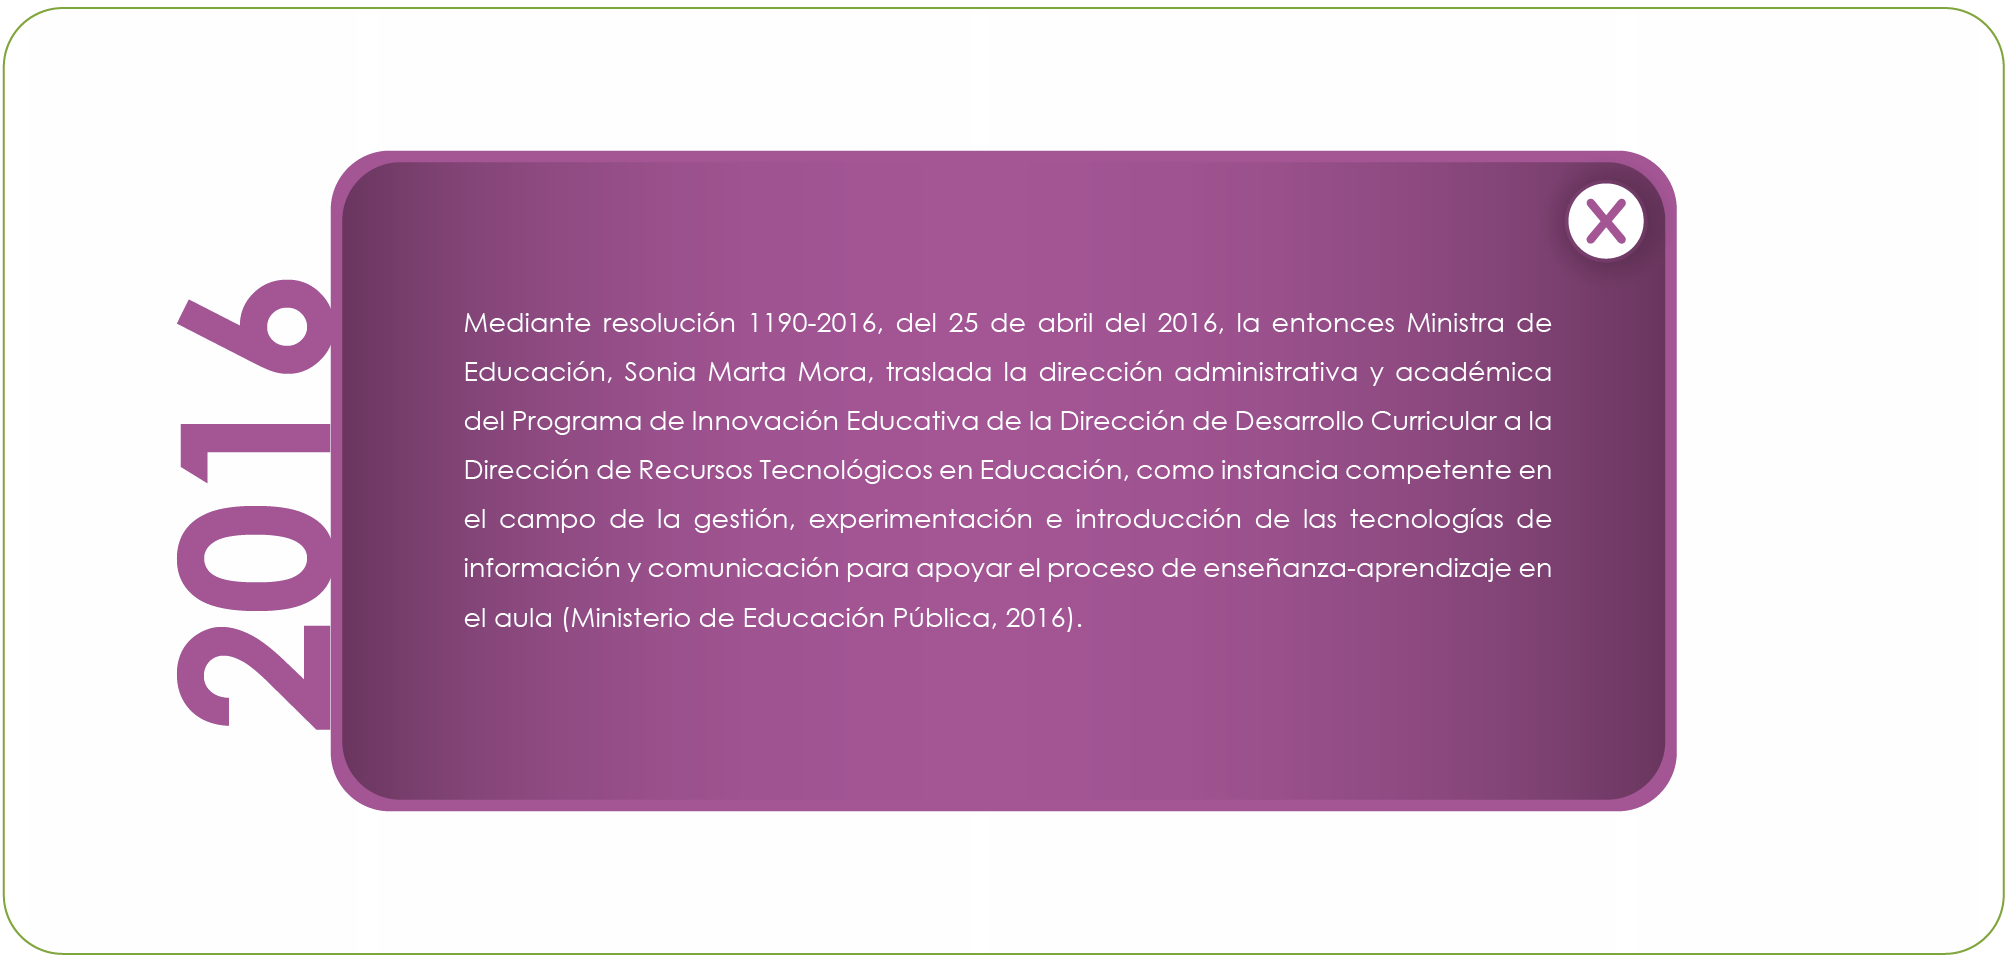 2016
X
Mediante resolución 1190-2016, del 25 de abril del 2016, la entonces Ministra de
Educación, Sonia Marta Mora, traslada la dirección administrativa y académica
del Programa de Innovación Educativa de la Dirección de Desarrollo Curricular a la
Dirección de Recursos Tecnológicos en Educación, como instancia competente en
el campo de la gestión, experimentación e introducción de las tecnologías de
información y comunicación para apoyar el proceso de enseñanza-aprendizaje en
el aula (Ministerio de Educación Pública, 2016).